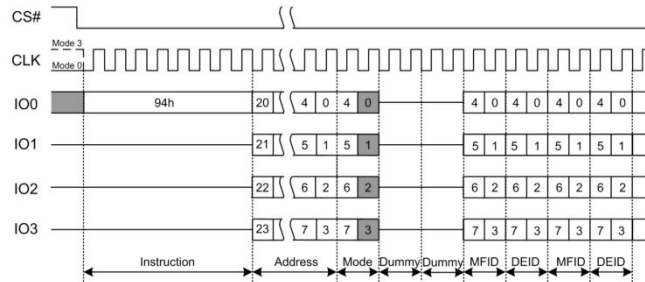 CS#
Mode 3
CLK
Mode 0
IO0 94h 20 4 0 4 0 4 0 4 0 4 0 4 0
IO1 21 5 1 5 1 5 1 5 1 5 1 5 1
IO2 22 6 2 6 2 6 2 6 2 6 2 6 2
IO3 23 7 3 7 3 7 3 7 3 7 3 7 3
Instruction Address Mode Dummy Dummy MFID DEID MFID DEID